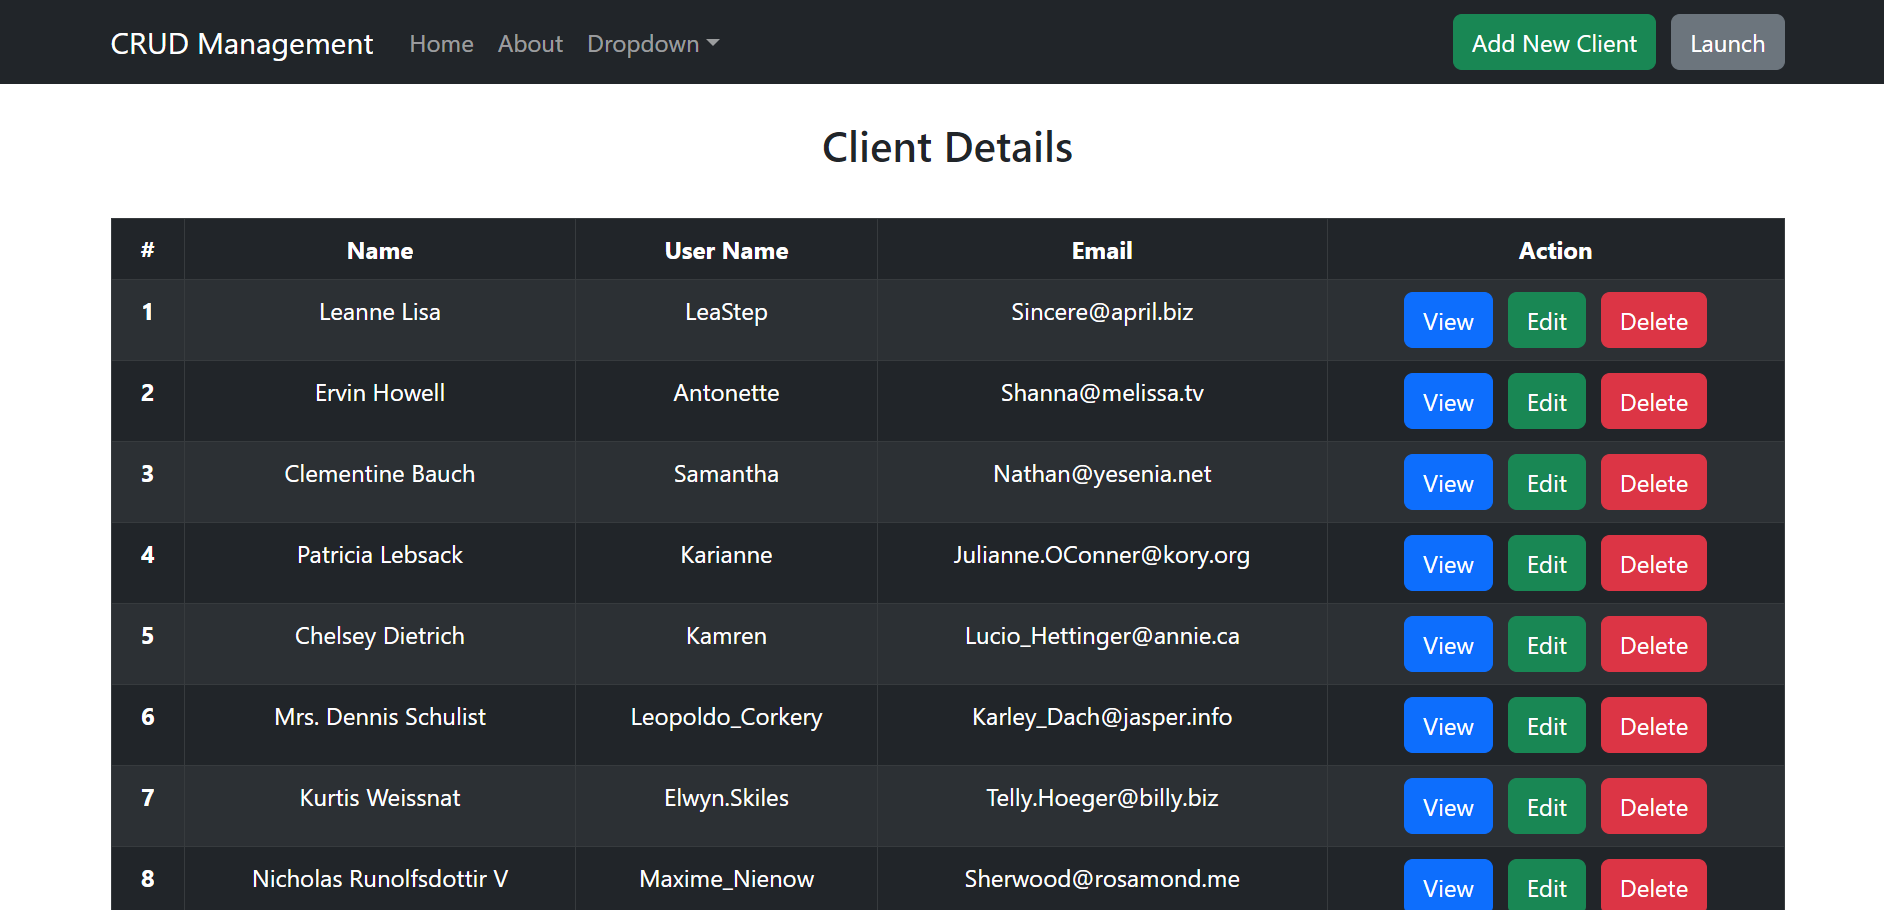 CRUD Management Home About Dropdown Add New Client Launch
Client Details
# Name User Name Email Action
1 Leanne Lisa LeaStep Sincere@april.biz View Edit Delete
2 Ervin Howell Antonette Shanna@melissa.tv View Edit Delete
3 Clementine Bauch Samantha Nathan@yesenia.net View Edit Delete
4 Patricia Lebsack Karianne Julianne.OConner@kory.org View Edit Delete
5 Chelsey Dietrich Kamren Lucio_Hettinger@annie.ca View Edit Delete
6 Mrs. Dennis Schulist Leopoldo_Corkery Karley_Dach@jasper.info View Edit Delete
7 Kurtis Weissnat Elwyn.Skiles Telly.Hoeger@billy.biz View Edit Delete
8 Nicholas Runolfsdottir V Maxime_Nienow Sherwood@rosamond.me View Edit Delete